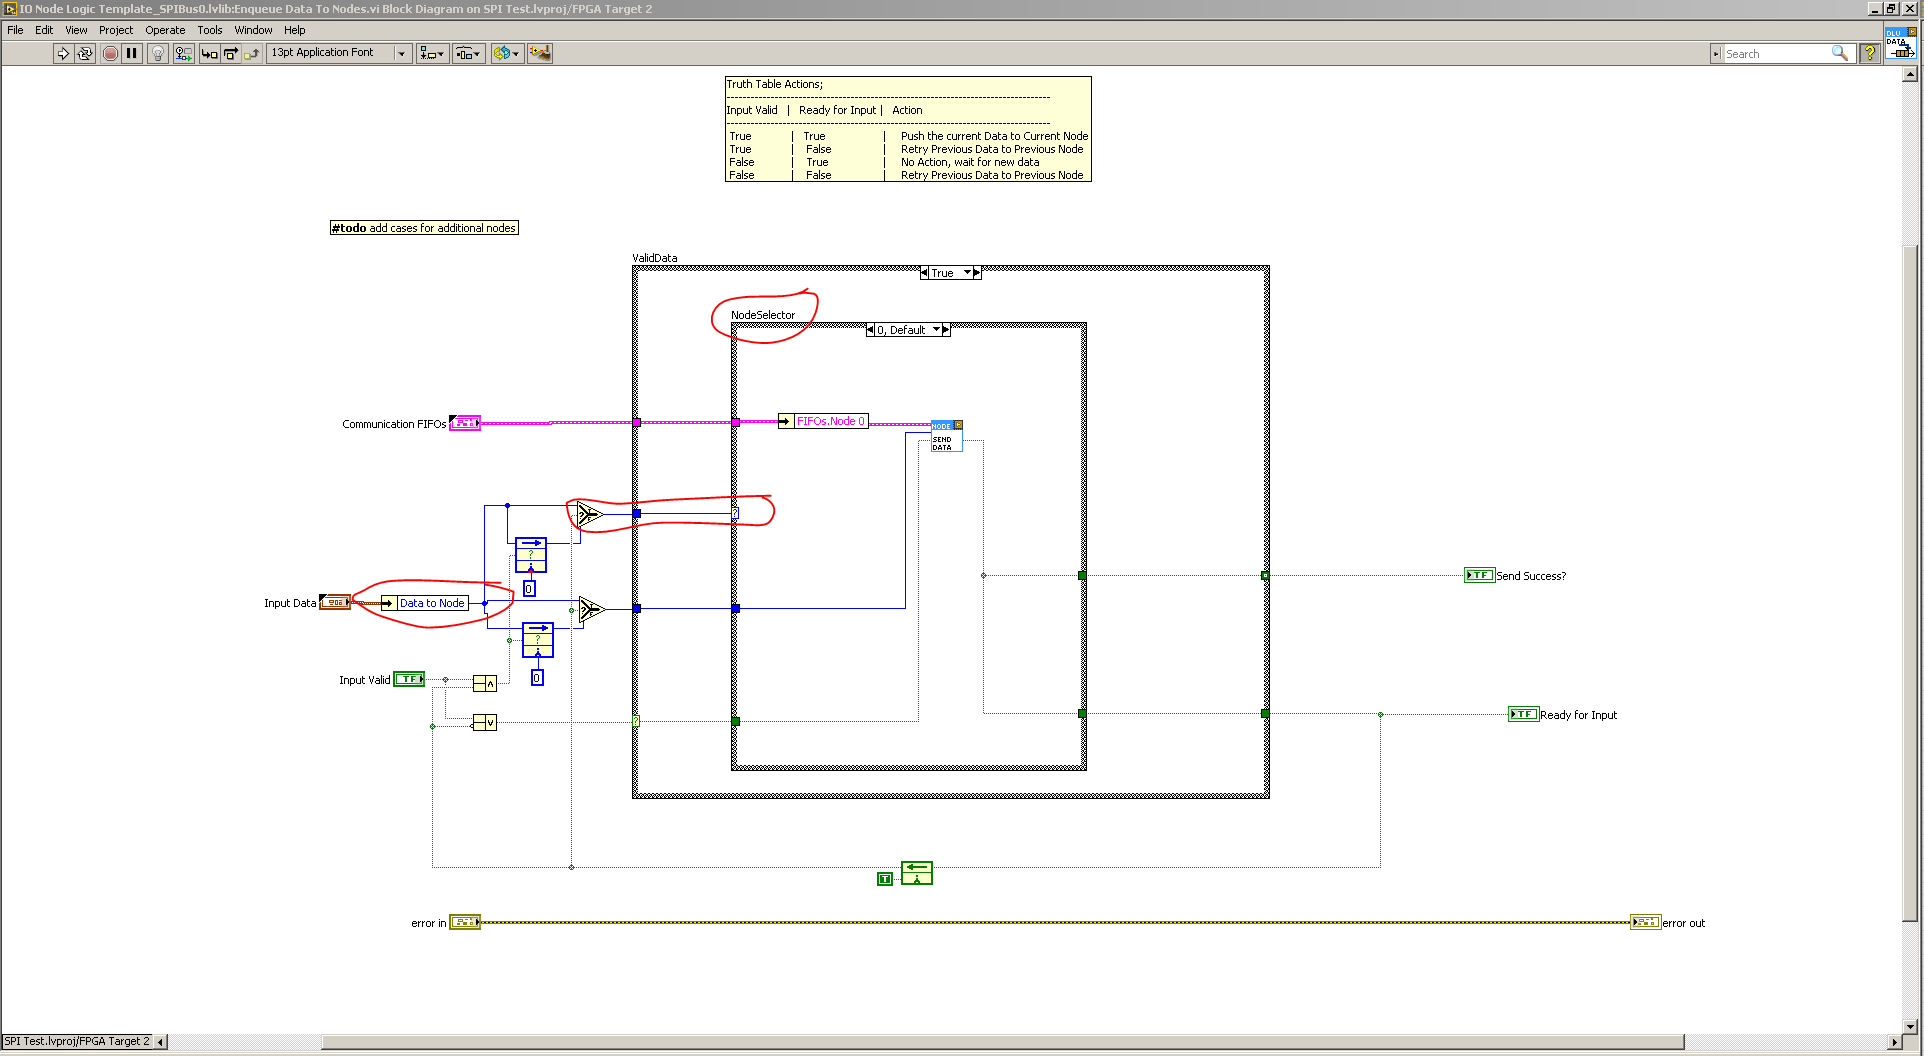 IO Node Logic Template_SPIBus0.lvlib:Enqueue Data To Nodes.vi Block Diagram on SPI Test.lvproj/FPGA Target 2
File Edit View Project Operate Tools Window Help
13pt Application Font
Search
?
DLU
DATA
Truth Table Actions;
--------------------------------------------------------------------------------
Input Valid | Ready for Input | Action
--------------------------------------------------------------------------------
True | True | Push the current Data to Current Node
True | False | Retry Previous Data to Previous Node
False | True | No Action, wait for new data
False | False | Retry Previous Data to Previous Node
#todo add cases for additional nodes
ValidData
True
NodeSelector
0, Default
Communication FIFOs
FIFOs.Node 0
NODE
SEND
DATA
?
?
?
0
Input Data
Data to Node
?
?
0
Send Success?
TF
Input Valid
TF
?
TF
Ready for Input
T
error in
error out
SPI Test.lvproj/FPGA Target 2